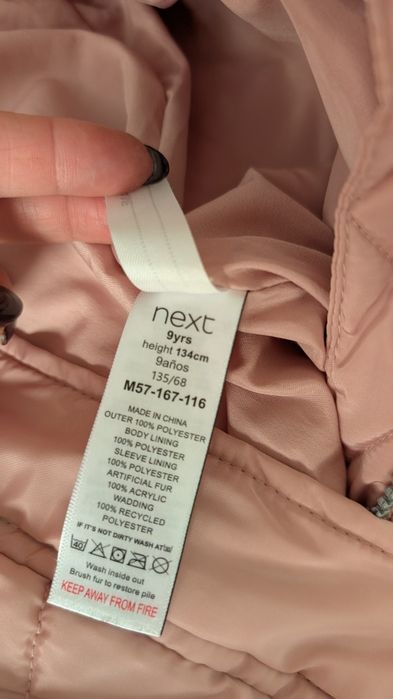 next
9yrs
height 134cm
9años
135/68
M57-167-116
MADE IN CHINA
OUTER 100% POLYESTER
BODY LINING
100% POLYESTER
SLEEVE LINING
100% POLYESTER
ARTIFICIAL FUR
100% ACRYLIC
WADDING
100% RECYCLED
POLYESTER
IF IT'S NOT DIRTY WASH AT
40
Wash inside out
Brush fur to restore pile
KEEP AWAY FROM FIRE